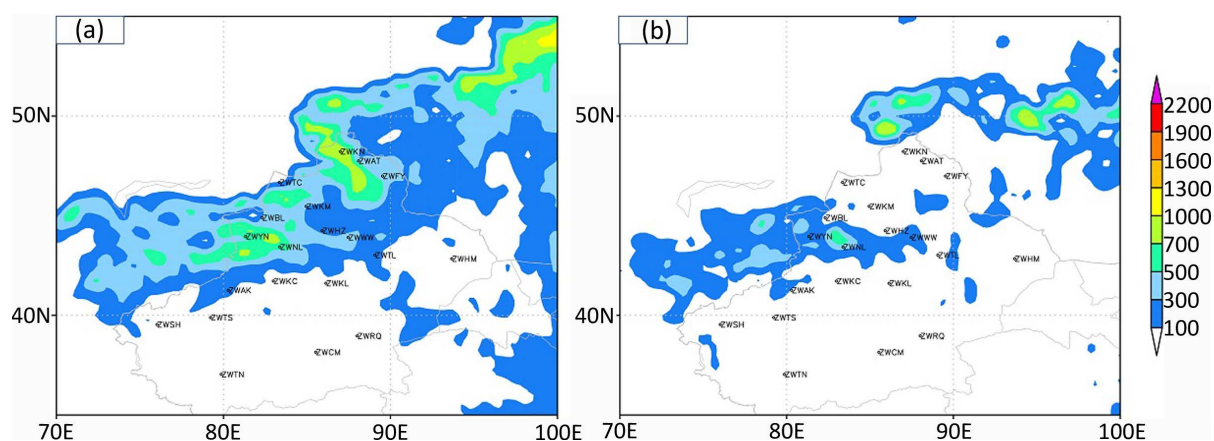 (a)
50N
40N
70E 80E 90E 100E
ZWKN
ZWAT
ZWFY
ZWTC
ZWKM
ZWBL
ZWYN
ZWHZ
ZWWW
ZWNL
ZWTL
ZWHM
ZWKC
ZWKL
ZWAK
ZWSH
ZWTS
ZWRQ
ZWCM
ZWTN
(b)
50N
40N
70E 80E 90E 100E
ZWKN
ZWAT
ZWFY
ZWTC
ZWKM
ZWBL
ZWYN
ZWHZ
ZWWW
ZWNL
ZWTL
ZWHM
ZWKC
ZWKL
ZWAK
ZWSH
ZWTS
ZWRQ
ZWCM
ZWTN
2200
1900
1600
1300
1000
700
500
300
100